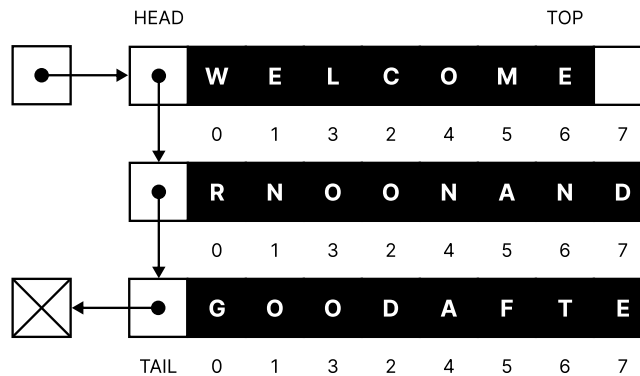 HEAD TOP
W E L C O M E
0 1 3 2 4 5 6 7
R N O O N A N D
0 1 3 2 4 5 6 7
G O O D A F T E
TAIL 0 1 3 2 4 5 6 7